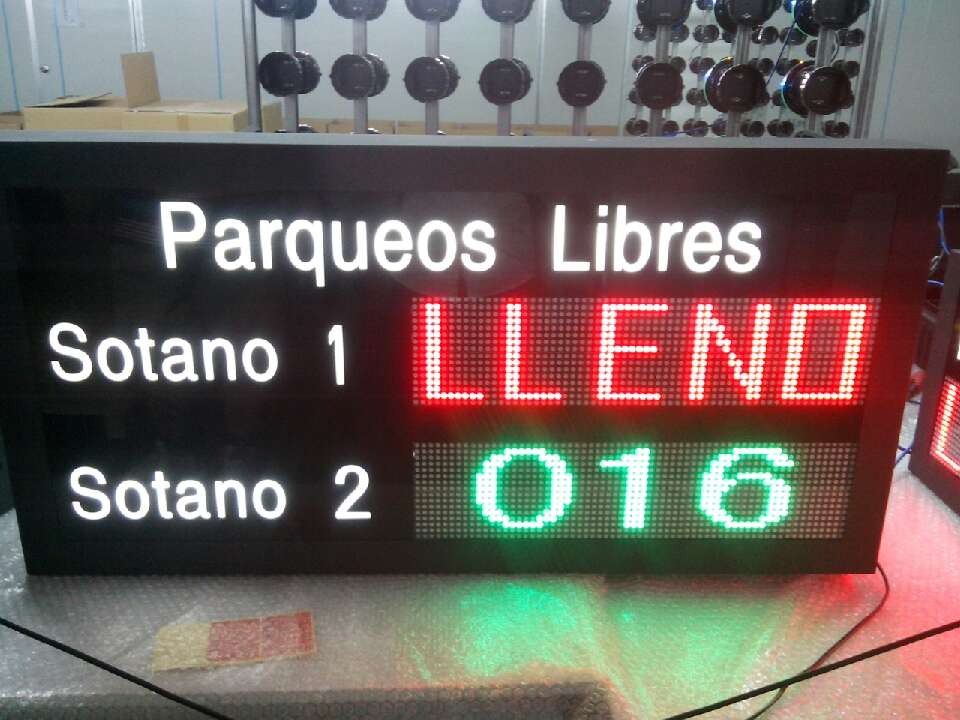 Parqueos Libres
Sotano 1 LLENO
Sotano 2 016